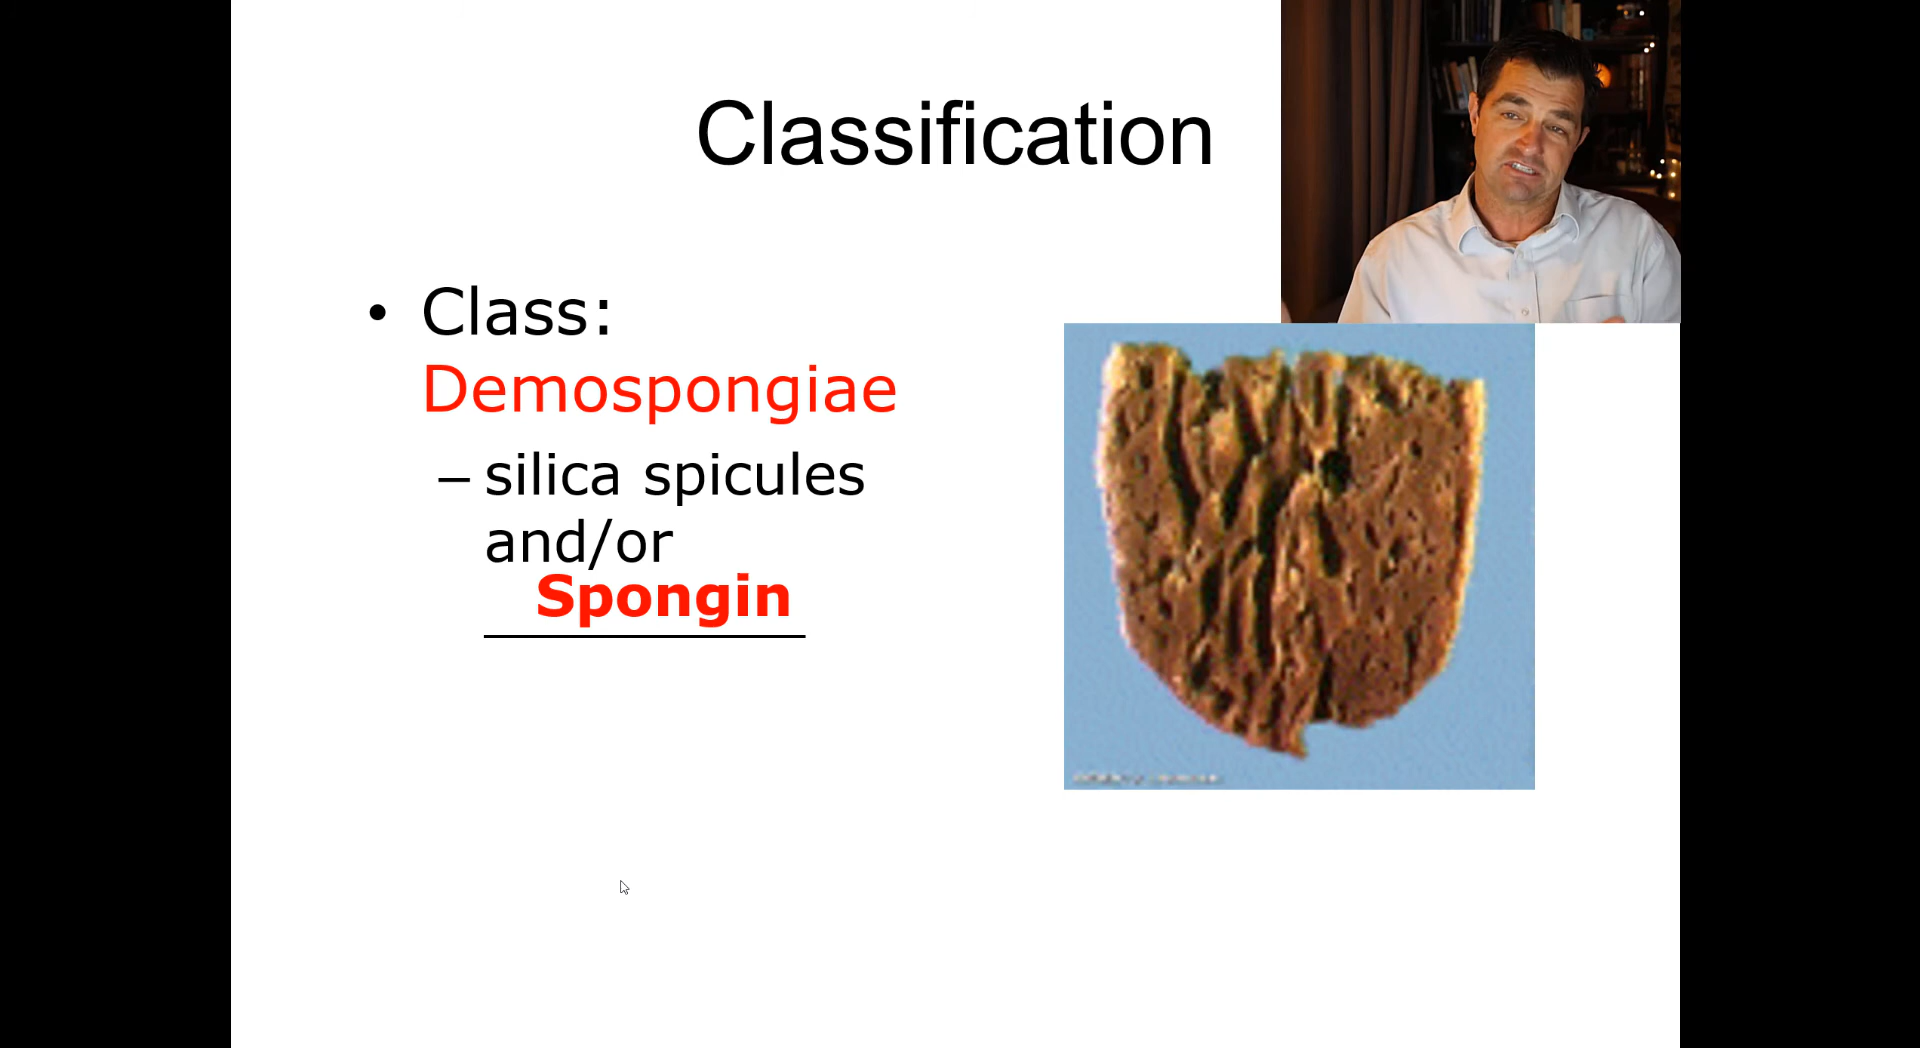 Classification
• Class:
Demospongiae
– silica spicules
and/or
Spongin